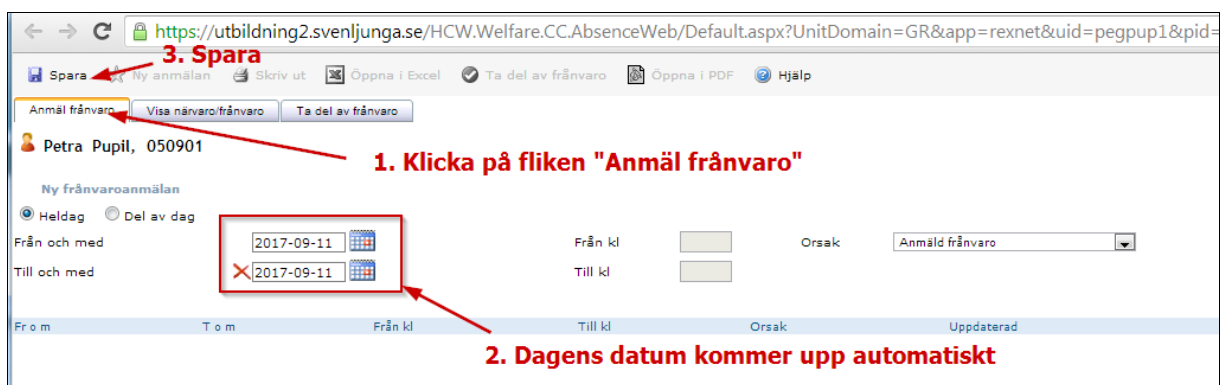 https://utbildning2.svenljunga.se/HCW.Welfare.CC.AbsenceWeb/Default.aspx?UnitDomain=GR&app=rexnet&uid=pegpup1&pid=
3. Spara
Spara Ny anmälan Skriv ut Öppna i Excel Ta del av frånvaro Öppna i PDF Hjälp
Anmäl frånvaro Visa närvaro/frånvaro Ta del av frånvaro
Petra Pupil, 050901
1. Klicka på fliken "Anmäl frånvaro"
Ny frånvaroanmälan
Heldag Del av dag
Från och med 2017-09-11 Från kl Orsak Anmäld frånvaro
Till och med 2017-09-11 Till kl
From Tom Från kl Till kl Orsak Uppdaterad
2. Dagens datum kommer upp automatiskt